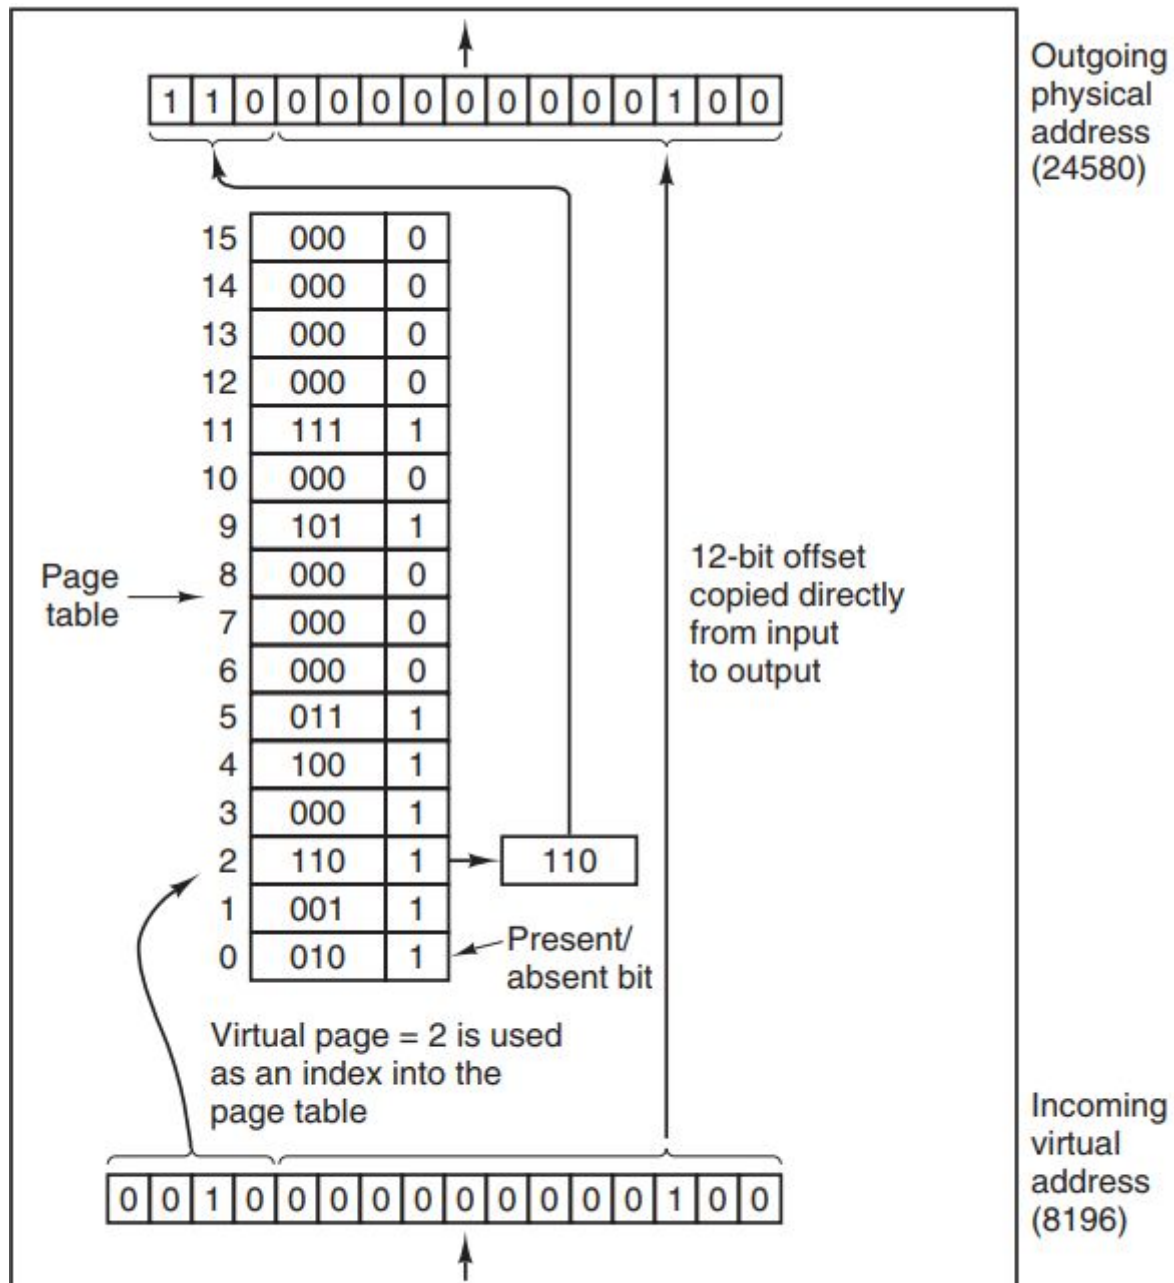 Outgoing
physical
address
(24580)
1 1 0 0 0 0 0 0 0 0 0 0 1 0 0
15 000 0
14 000 0
13 000 0
12 000 0
11 111 1
10 000 0
9 101 1
8 000 0
7 000 0
6 000 0
5 011 1
4 100 1
3 000 1
2 110 1 110
1 001 1
0 010 1
Page
table
12-bit offset
copied directly
from input
to output
Present/
absent bit
Virtual page = 2 is used
as an index into the
page table
0 0 1 0 0 0 0 0 0 0 0 0 0 1 0 0
Incoming
virtual
address
(8196)